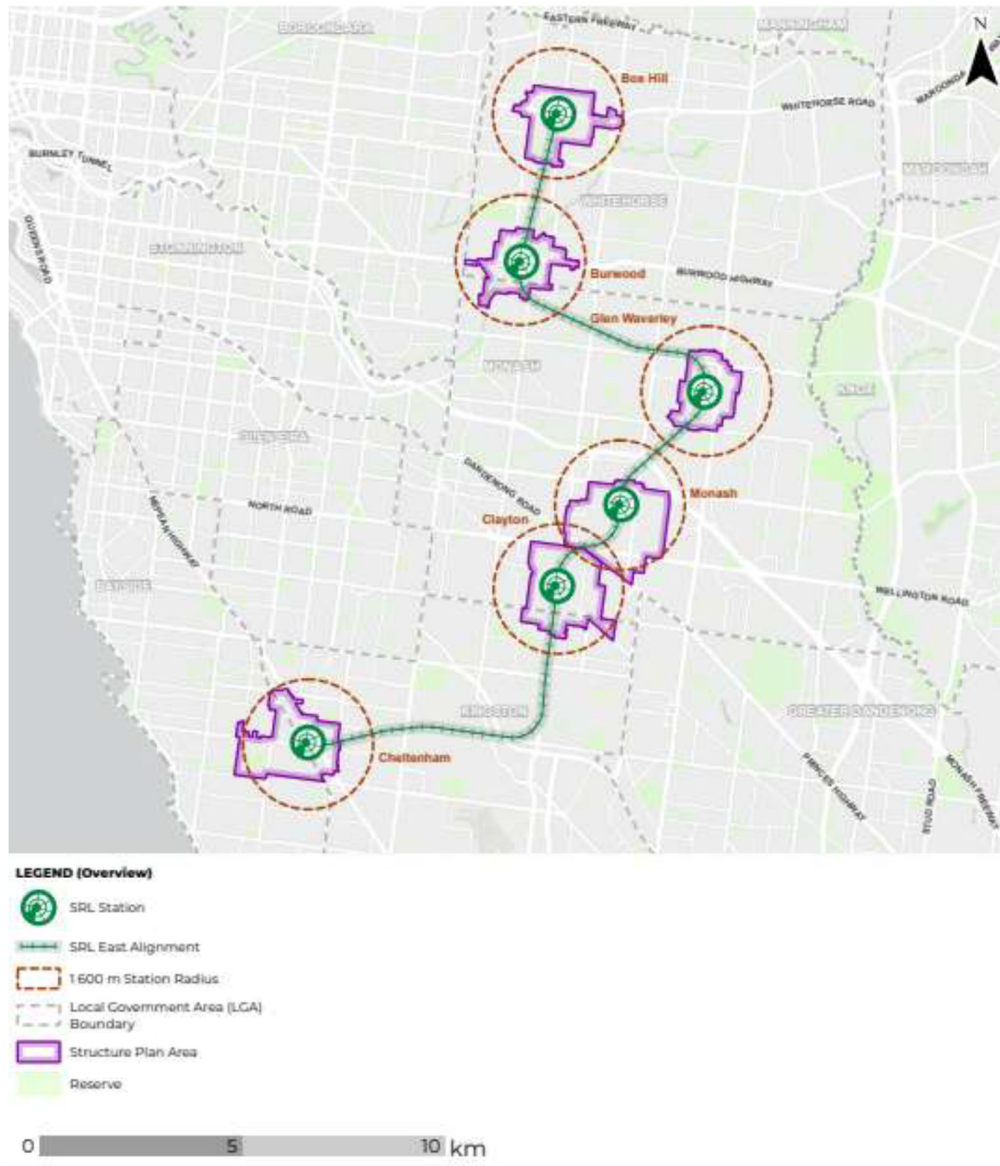 EASTERN FREEWAY
BOROONDARA
MANNINGHAM
N
Box Hill
WHITEHORSE ROAD
BURNLEY TUNNEL
MAROONDAH
WHITEHORSE
QUEENS ROAD
STONNINGTON
Burwood
BURWOOD HIGHWAY
Glen Waverley
MONASH
KNOX
GLEN EIRA
DANDENONG ROAD
Monash
NORTH ROAD
Clayton
NEPEAN HIGHWAY
BAYSIDE
WELLINGTON ROAD
KINGSTON
GREATER DANDENONG
Cheltenham
PRINCES HIGHWAY
STUD ROAD
MONASH FREEWAY
LEGEND (Overview)
SRL Station
SRL East Alignment
1 600 m Station Radius
Local Government Area (LGA)
Boundary
Structure Plan Area
Reserve
0 5 10 km